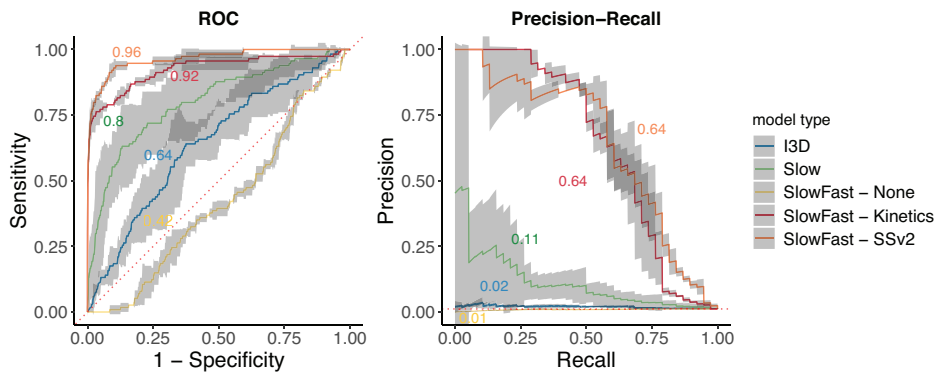 ROC
Precision−Recall
1.00
0.75
0.50
0.25
0.00
Sensitivity
0.96
0.92
0.8
0.64
0.42
0.00 0.25 0.50 0.75 1.00
1 − Specificity
1.00
0.75
0.50
0.25
0.00
Precision
0.64
0.64
0.11
0.02
0.01
0.00 0.25 0.50 0.75 1.00
Recall
model type
I3D
Slow
SlowFast − None
SlowFast − Kinetics
SlowFast − SSv2